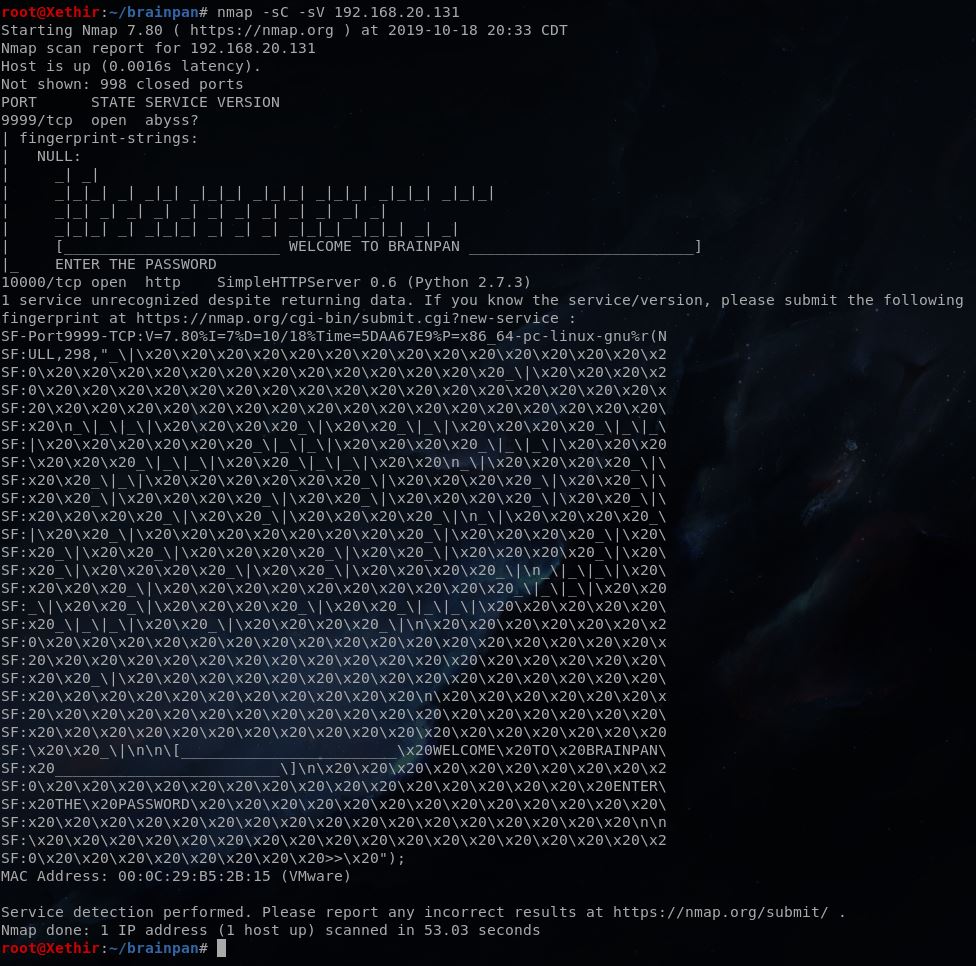 root@Xethir:~/brainpan# nmap -sC -sV 192.168.20.131
Starting Nmap 7.80 ( https://nmap.org ) at 2019-10-18 20:33 CDT
Nmap scan report for 192.168.20.131
Host is up (0.0016s latency).
Not shown: 998 closed ports
PORT      STATE SERVICE VERSION
9999/tcp  open  abyss?
| fingerprint-strings:
|   NULL:
|     _| _|
|     _|_|_| _| _|_| _|_|_| _|_|_| _|_|_| _|_|_| _|_|_|
|     _|_| _| _| _| _| _| _| _| _| _| _| _| _|
|     _|_|_| _| _|_|_| _| _| _| _|_|_| _|_|_| _| _|
|     [________________________ WELCOME TO BRAINPAN _________________________]
|_    ENTER THE PASSWORD
10000/tcp open  http    SimpleHTTPServer 0.6 (Python 2.7.3)
1 service unrecognized despite returning data. If you know the service/version, please submit the following
fingerprint at https://nmap.org/cgi-bin/submit.cgi?new-service :
SF-Port9999-TCP:V=7.80%I=7%D=10/18%Time=5DAA67E9%P=x86_64-pc-linux-gnu%r(N
SF:ULL,298,"_\|\x20\x20\x20\x20\x20\x20\x20\x20\x20\x20\x20\x20\x20\x20\x2
SF:0\x20\x20\x20\x20\x20\x20\x20\x20\x20\x20\x20\x20\x20_\|\x20\x20\x20\x2
SF:0\x20\x20\x20\x20\x20\x20\x20\x20\x20\x20\x20\x20\x20\x20\x20\x20\x20\x
SF:20\x20\x20\x20\x20\x20\x20\x20\x20\x20\x20\x20\x20\x20\x20\x20\x20\x20\
SF:x20\n_\|_\|_\|\x20\x20\x20\x20_\|\x20\x20_\|_\|\x20\x20\x20\x20_\|_\|_\
SF:|\x20\x20\x20\x20\x20\x20_\|_\|_\|\x20\x20\x20\x20_\|_\|_\|\x20\x20\x20
SF:\x20\x20\x20_\|_\|_\|\x20\x20_\|_\|_\|\x20\x20\n_\|\x20\x20\x20\x20_\|\
SF:x20\x20_\|_\|\x20\x20\x20\x20\x20\x20_\|\x20\x20\x20\x20_\|\x20\x20_\|\
SF:x20\x20_\|\x20\x20\x20\x20_\|\x20\x20_\|\x20\x20\x20\x20_\|\x20\x20_\|\
SF:x20\x20\x20\x20_\|\x20\x20_\|\x20\x20\x20\x20_\|\n_\|\x20\x20\x20\x20_\
SF:|\x20\x20_\|\x20\x20\x20\x20\x20\x20\x20\x20_\|\x20\x20\x20\x20_\|\x20\
SF:x20_\|\x20\x20_\|\x20\x20\x20\x20_\|\x20\x20_\|\x20\x20\x20\x20_\|\x20\
SF:x20_\|\x20\x20\x20\x20_\|\x20\x20_\|\x20\x20\x20\x20_\|\n_\|_\|_\|\x20\
SF:x20\x20\x20_\|\x20\x20\x20\x20\x20\x20\x20\x20\x20\x20_\|_\|_\|\x20\x20
SF:_\|\x20\x20_\|\x20\x20\x20\x20_\|\x20\x20_\|_\|_\|\x20\x20\x20\x20\x20\
SF:x20_\|_\|_\|\x20\x20_\|\x20\x20\x20\x20_\|\n\x20\x20\x20\x20\x20\x20\x2
SF:0\x20\x20\x20\x20\x20\x20\x20\x20\x20\x20\x20\x20\x20\x20\x20\x20\x20\x
SF:20\x20\x20\x20\x20\x20\x20\x20\x20\x20\x20\x20\x20\x20\x20\x20\x20\x20\
SF:x20\x20_\|\x20\x20\x20\x20\x20\x20\x20\x20\x20\x20\x20\x20\x20\x20\x20\
SF:x20\x20\x20\x20\x20\x20\x20\x20\x20\x20\x20\n\x20\x20\x20\x20\x20\x20\x
SF:20\x20\x20\x20\x20\x20\x20\x20\x20\x20\x20\x20\x20\x20\x20\x20\x20\x20\
SF:x20\x20\x20\x20\x20\x20\x20\x20\x20\x20\x20\x20\x20\x20\x20\x20\x20\x20
SF:\x20\x20_\|\n\n\[________________________\x20WELCOME\x20TO\x20BRAINPAN\
SF:x20_________________________\]\n\x20\x20\x20\x20\x20\x20\x20\x20\x20\x2
SF:0\x20\x20\x20\x20\x20\x20\x20\x20\x20\x20\x20\x20\x20\x20\x20\x20ENTER\
SF:x20THE\x20PASSWORD\x20\x20\x20\x20\x20\x20\x20\x20\x20\x20\x20\x20\x20\
SF:x20\x20\x20\x20\x20\x20\x20\x20\x20\x20\x20\x20\x20\x20\x20\x20\x20\n\n
SF:\x20\x20\x20\x20\x20\x20\x20\x20\x20\x20\x20\x20\x20\x20\x20\x20\x20\x2
SF:0\x20\x20\x20\x20\x20\x20\x20\x20>>\x20");
MAC Address: 00:0C:29:B5:2B:15 (VMware)
Service detection performed. Please report any incorrect results at https://nmap.org/submit/ .
Nmap done: 1 IP address (1 host up) scanned in 53.03 seconds
root@Xethir:~/brainpan#